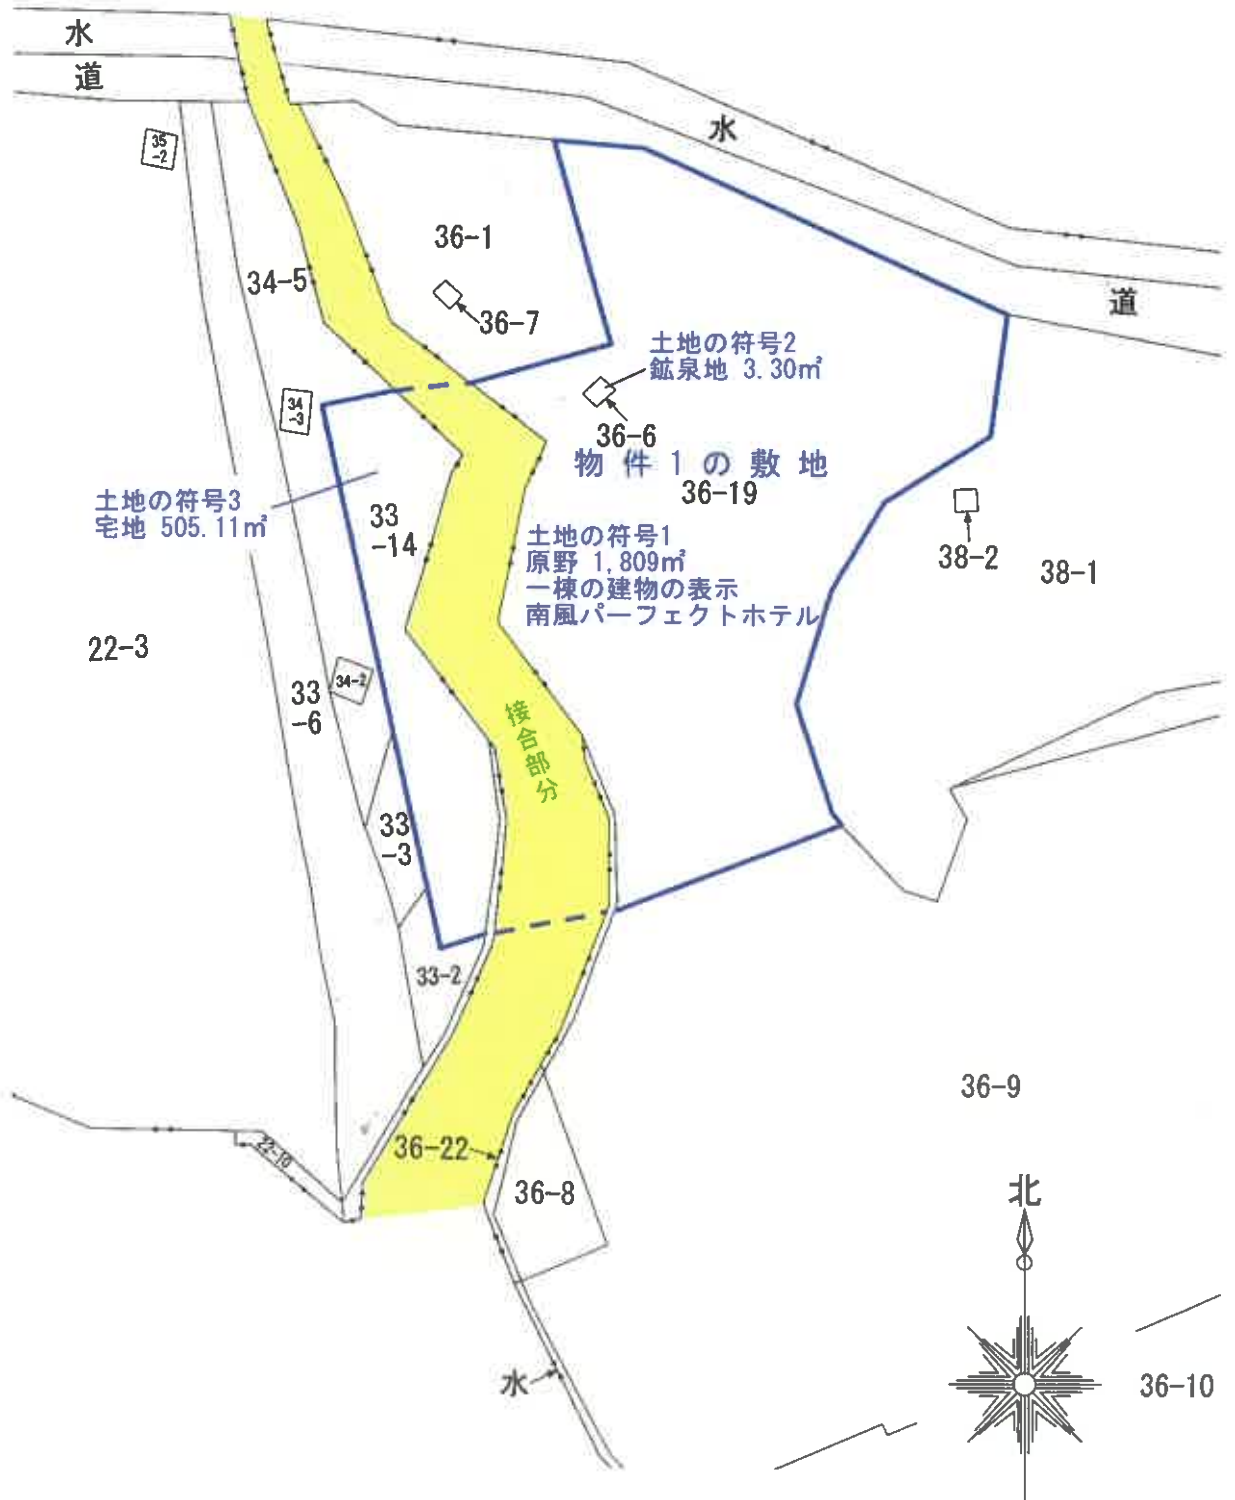 水
道
水
35
-2
36-1
34-5
36-7
道
土地の符号2
鉱泉地 3.30㎡
34
-3
36-6
物件1の敷地
36-19
土地の符号3
宅地 505.11㎡
33
-14
土地の符号1
原野 1,809㎡
一棟の建物の表示
南風パーフェクトホテル
38-2
38-1
22-3
33
-6
34-2
接合部分
33
-3
33-2
36-9
36-22
22-10
36-8
北
水
36-10